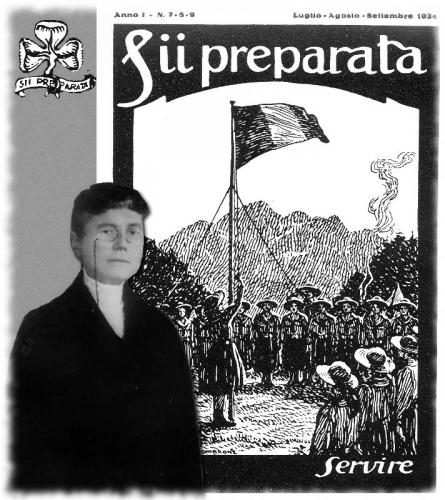 Anno I - N. 7-8-9 Luglio - Agosto - Settembre 1924
Sii preparata
SII PREPARATA
Servire